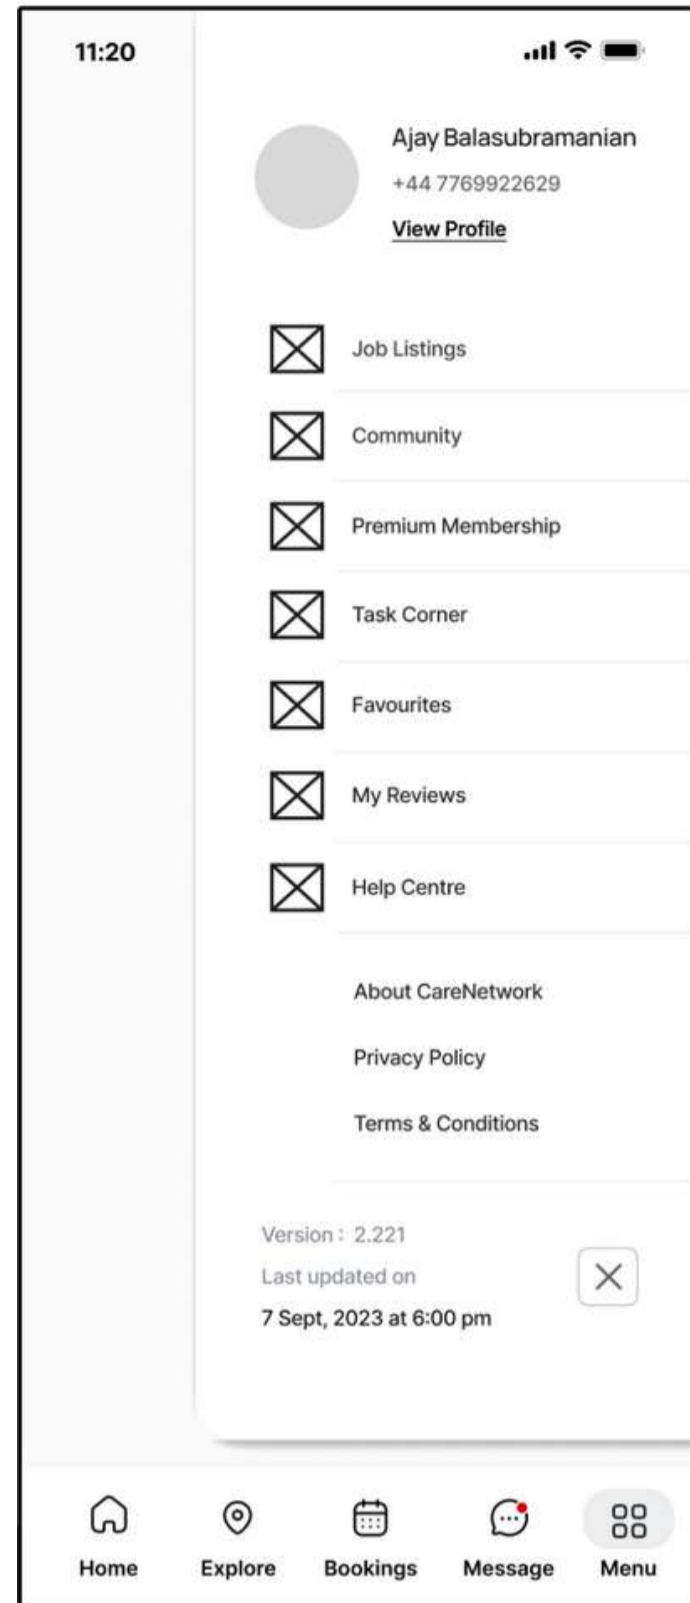 11:20
Ajay Balasubramanian
+44 7769922629
View Profile
Job Listings
Community
Premium Membership
Task Corner
Favourites
My Reviews
Help Centre
About CareNetwork
Privacy Policy
Terms & Conditions
Version : 2.221
Last updated on
7 Sept, 2023 at 6:00 pm
Home Explore Bookings Message Menu